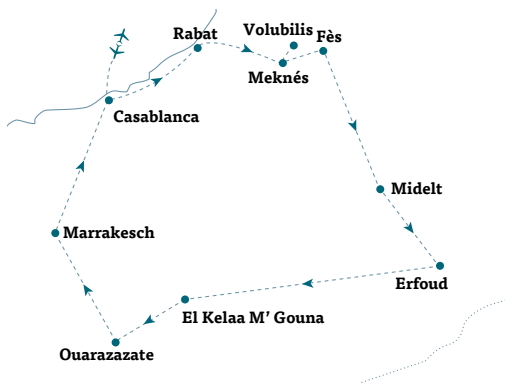 Volubilis
Rabat
Fès
Meknés
Casablanca
Midelt
Marrakesch
Erfoud
El Kelaa M' Gouna
Ouarazazate